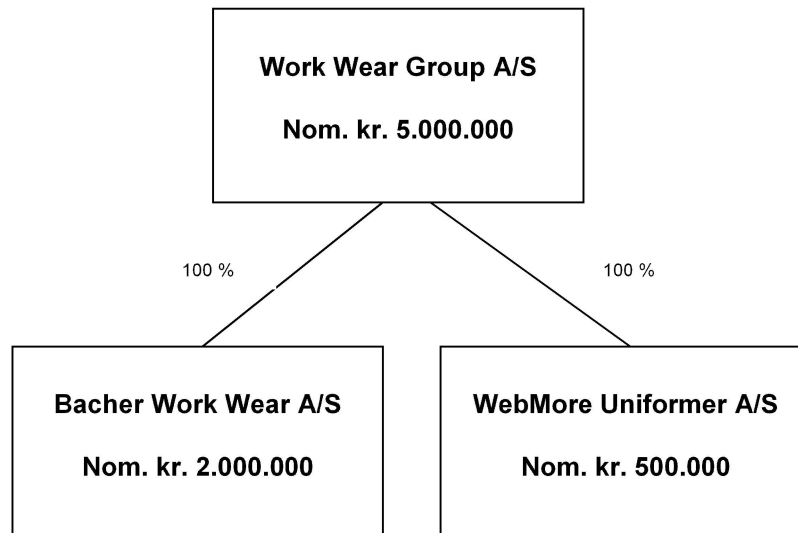 Work Wear Group A/S
Nom. kr. 5.000.000
100 %
100 %
Bacher Work Wear A/S
Nom. kr. 2.000.000
WebMore Uniformer A/S
Nom. kr. 500.000